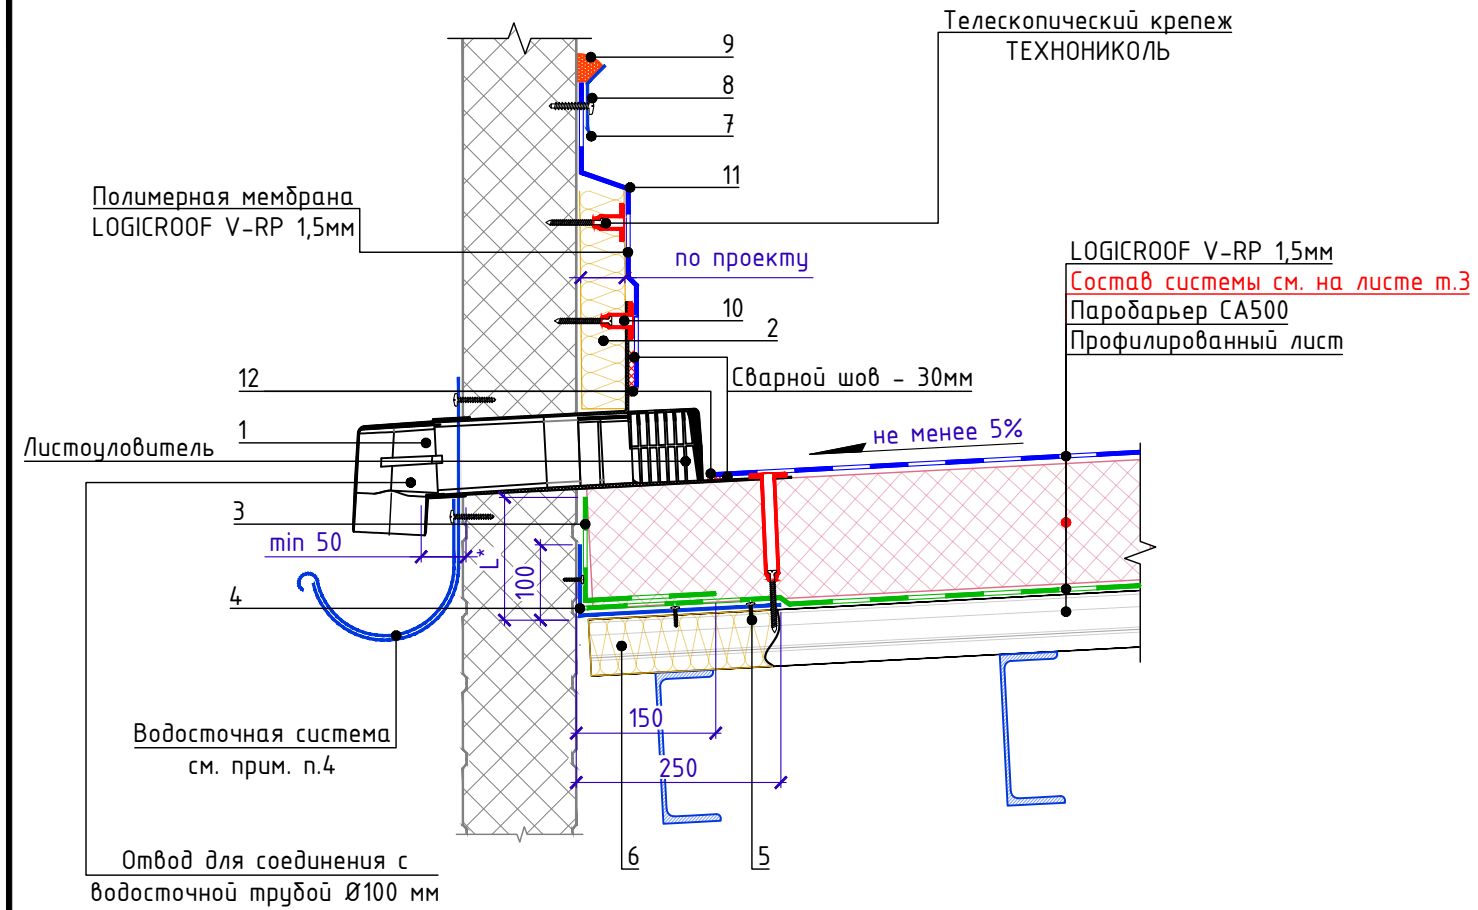 Телескопический крепеж
ТЕХНОНИКОЛЬ
9
8
7
11
Полимерная мембрана
LOGICROOF V-RP 1,5мм
по проекту
LOGICROOF V-RP 1,5мм
Состав системы см. на листе т.3
Паробарьер СА500
Профилированный лист
10
2
12
Сварной шов - 30мм
1
не менее 5%
Листоуловитель
3
min 50
L*
100
4
150
Водосточная система
см. прим. п.4
250
6
5
Отвод для соединения с
водосточной трубой Ø100 мм